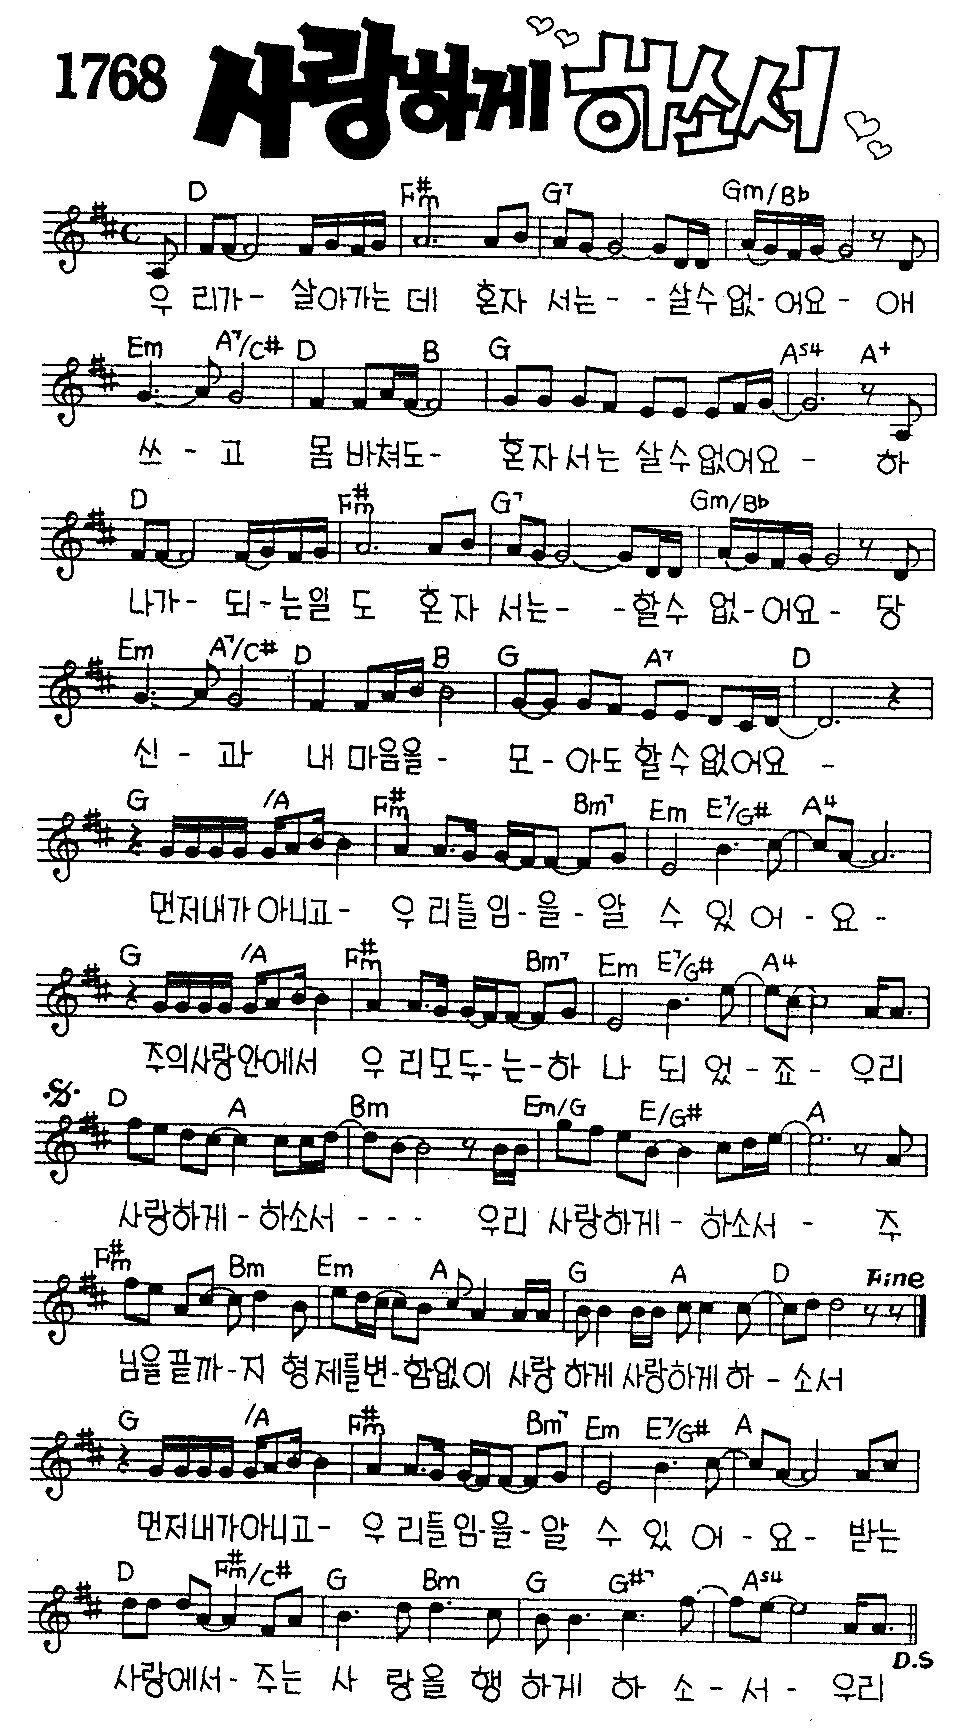 1768 사랑하게 하소서
D F#m G7 Gm/B♭
우 리가- 살아가는 데 혼자 서는- - 살수 없- 어요- 애
Em A7/C# D B G Asus4 A+
쓰 - 고 몸 바쳐도- 혼자서는 살수없어요 - 하
D F#m G7 Gm/B♭
나가- 되-는일 도 혼자 서는- -할수 없-어요- 당
Em A7/C# D B G A7 D
신 - 과 내 마음을 - 모-아도 할수 없어요 -
G /A F#m Bm7 Em E7/G# A4
먼저내가아니고- 우 리들 임-을-알 수 있 어 - 요 -
G /A F#m Bm7 Em E7/G# A4
주의사랑안에서 우 리모두-는-하 나 되 었 - 죠 - 우리
D A Bm Em/G E/G# A
사랑하게-하소서 - - - 우리 사랑하게- 하소서 - 주
F#m Bm Em A G A D Fine
님을끝까-지 형제를변-함없이 사랑 하게 사랑하게 하 - 소 서
G /A F#m Bm7 Em E7/G# A
먼저내가아니고- 우 리들임-을-알 수 있 어 - 요 - 받는
D F#m/C# G Bm G G#7 Asus4
사랑에서- 주는 사 랑을 행 하게 하 소 - 서 - 우리
D.S